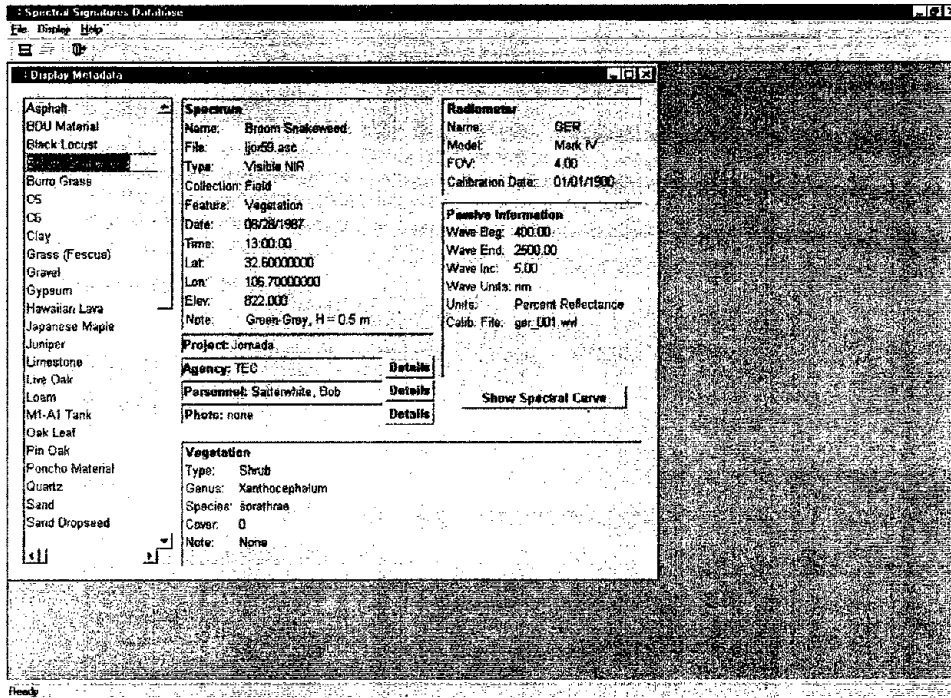 Spectral Signatures Database
File Display Help
Display Metadata
Asphalt
BDU Material
Black Locust
Burro Grass
C5
C6
Clay
Grass (Fescue)
Gravel
Gypsum
Hawaiian Lava
Japanese Maple
Juniper
Limestone
Live Oak
Loam
M1-A1 Tank
Oak Leaf
Pin Oak
Poncho Material
Quartz
Sand
Sand Dropseed
Spectrum
Name: Broom Snakeweed
File: ljor59.asc
Type: Visible NIR
Collection: Field
Feature: Vegetation
Date: 08/28/1987
Time: 13:00:00
Lat: 32.60000000
Lon: 106.70000000
Elev: 822.000
Note: Green-Grey, H = 0.5 m
Project: Jornada
Agency: TEC Details
Personnel: Satterwhite, Bob Details
Photo: none Details
Radiometer
Name: GER
Model: Mark IV
FOV: 4.00
Calibration Date: 01/01/1900
Passive Information
Wave Beg: 400.00
Wave End: 2500.00
Wave Inc: 5.00
Wave Units: nm
Units: Percent Reflectance
Calib. File: ger_001.wvl
Show Spectral Curve
Vegetation
Type: Shrub
Genus: Xanthocephalum
Species: sorathrae
Cover: 0
Note: None
Ready